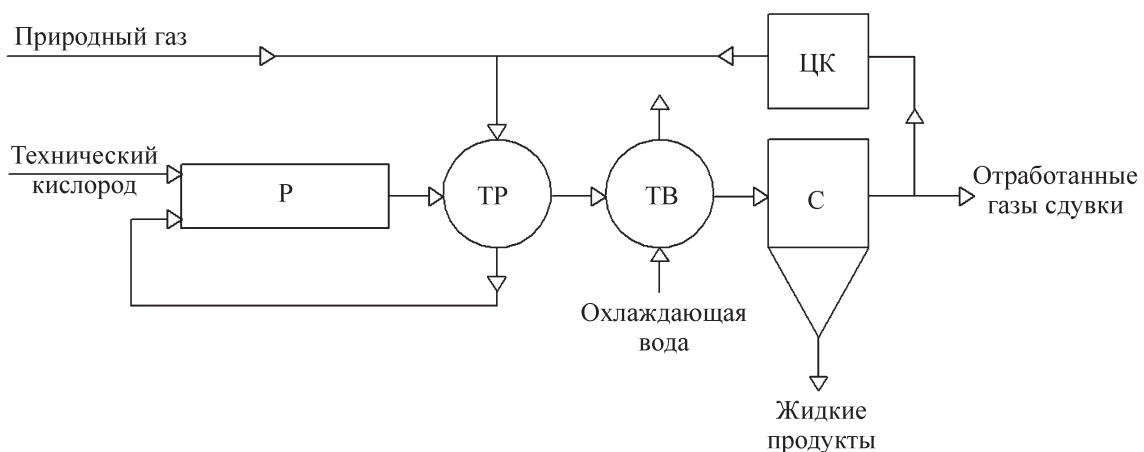 Природный газ
ЦК
Технический
кислород
Р
ТР
ТВ
С
Отработанные
газы сдувки
Охлаждающая
вода
Жидкие
продукты